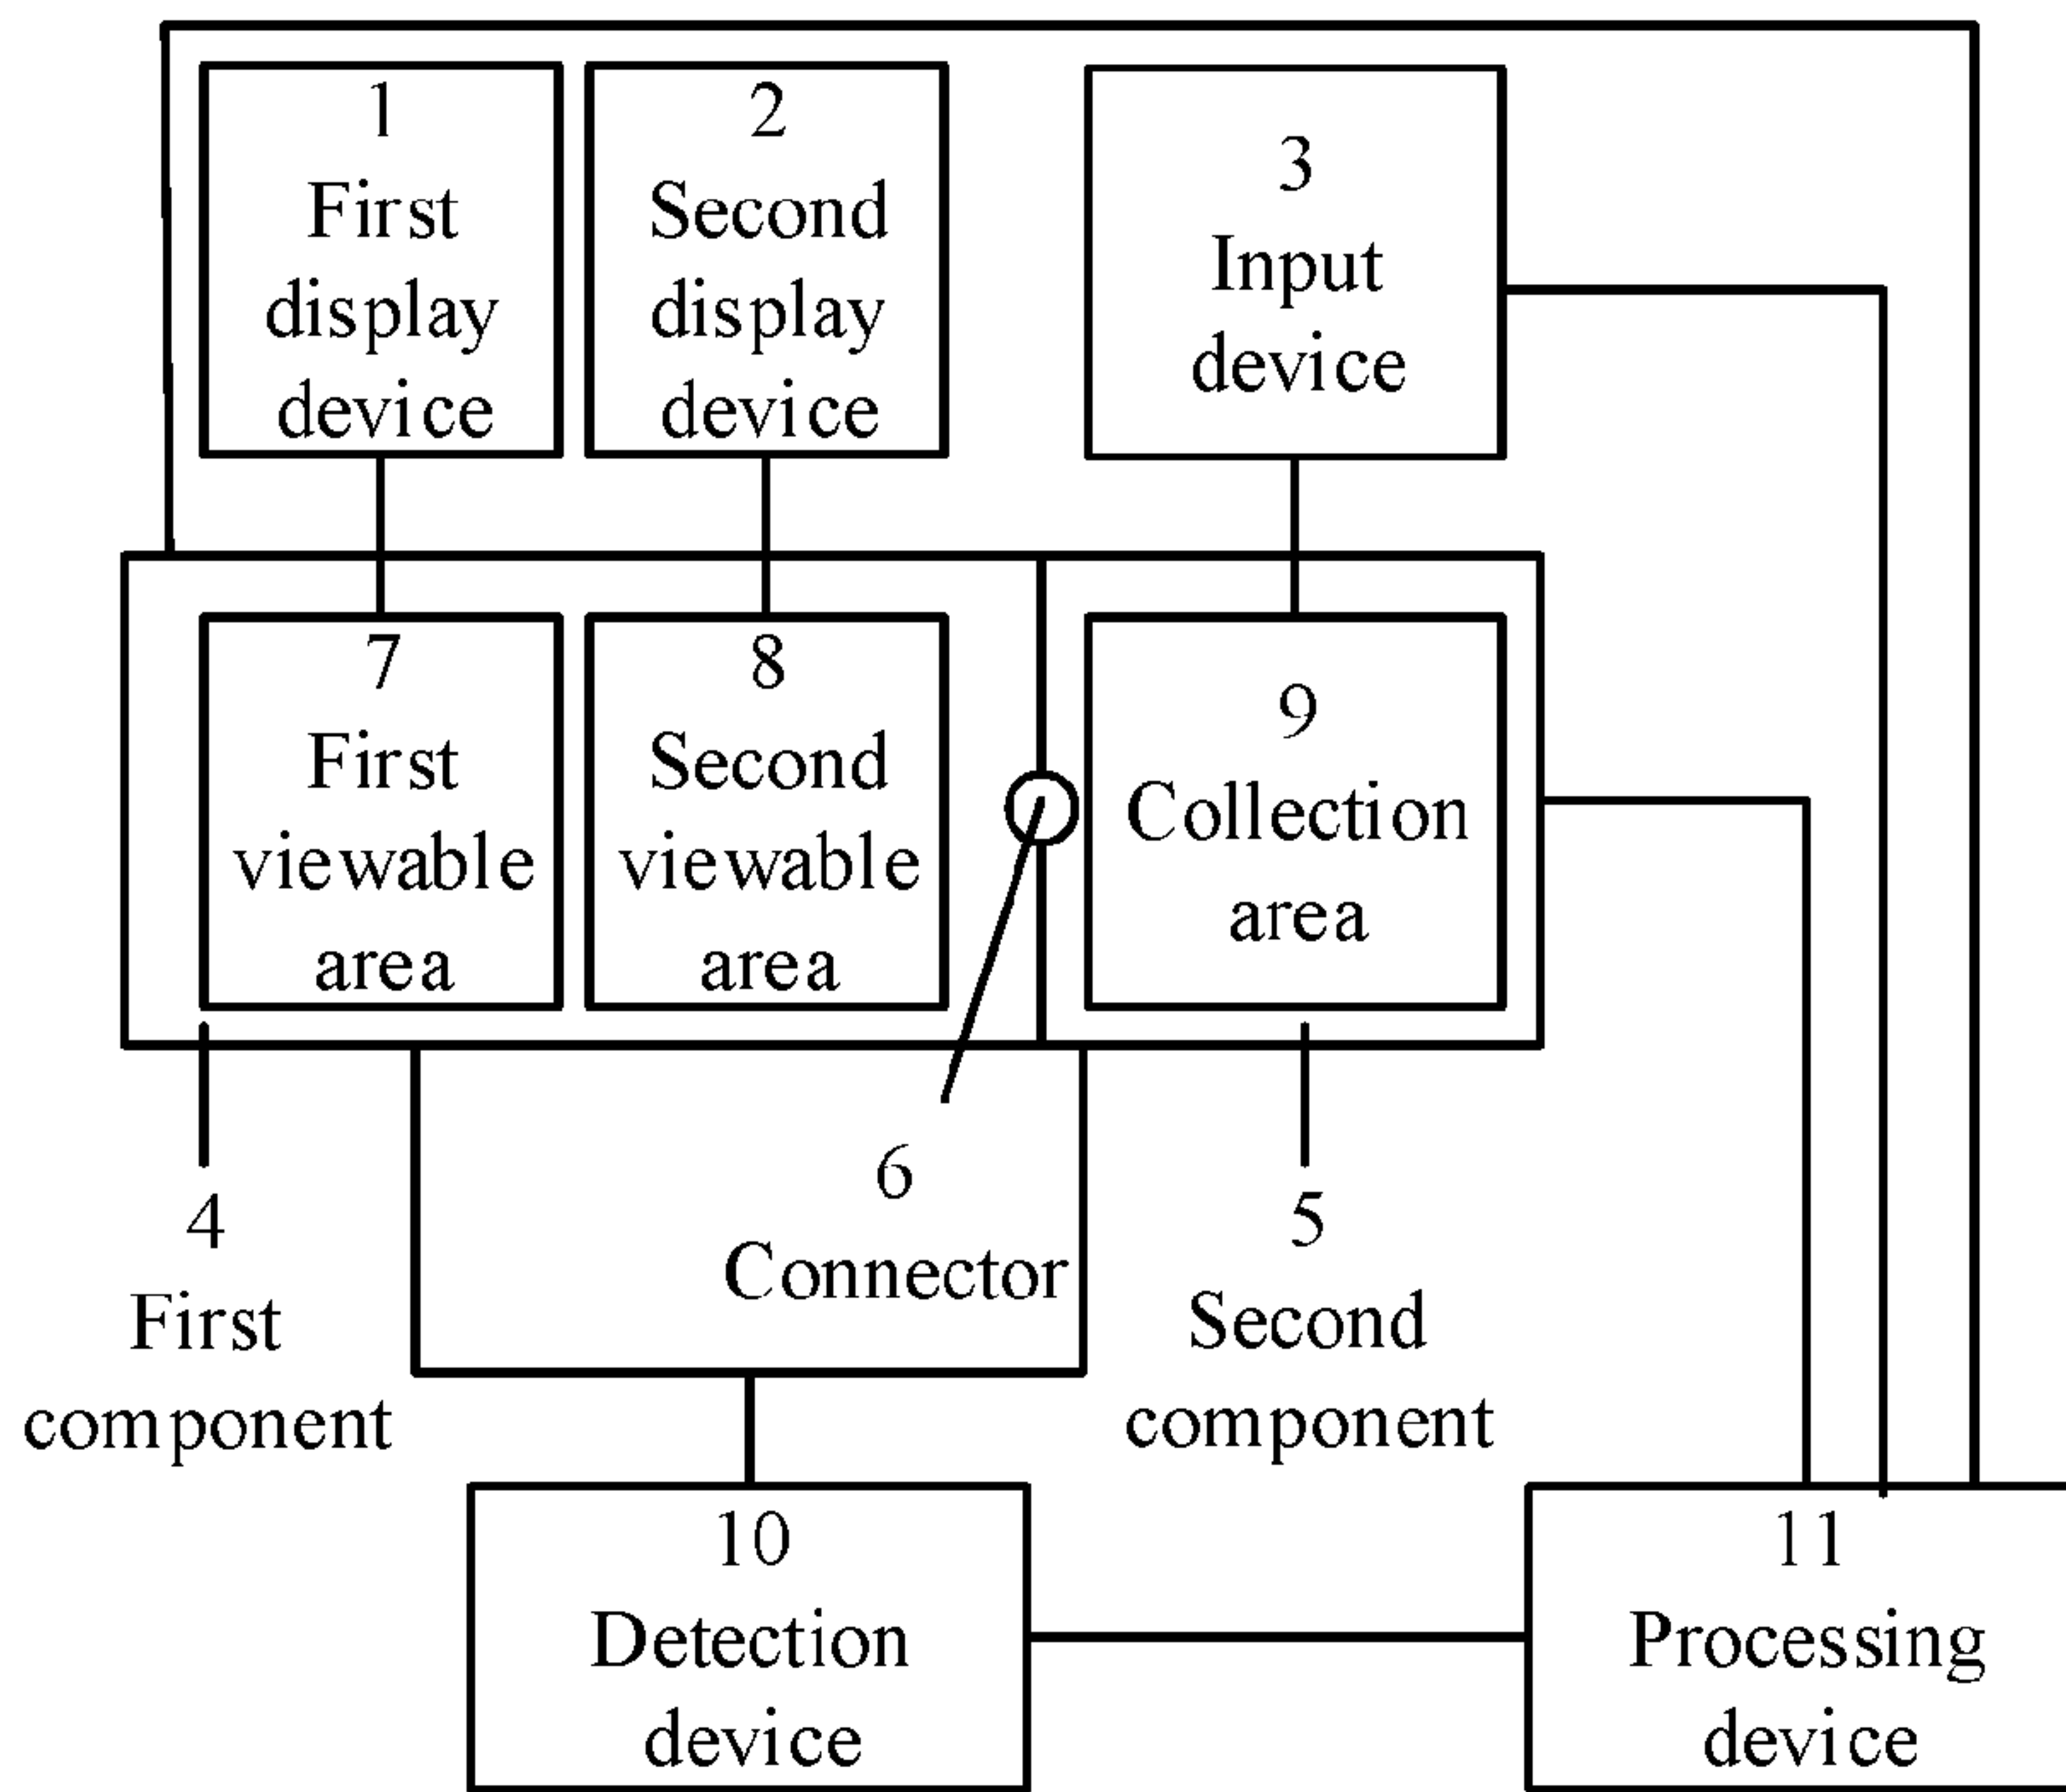 1
First
display
device
2
Second
display
device
3
Input
device
7
First
viewable
area
8
Second
viewable
area
9
Collection
area
4
First
component
6
Connector
5
Second
component
10
Detection
device
11
Processing
device